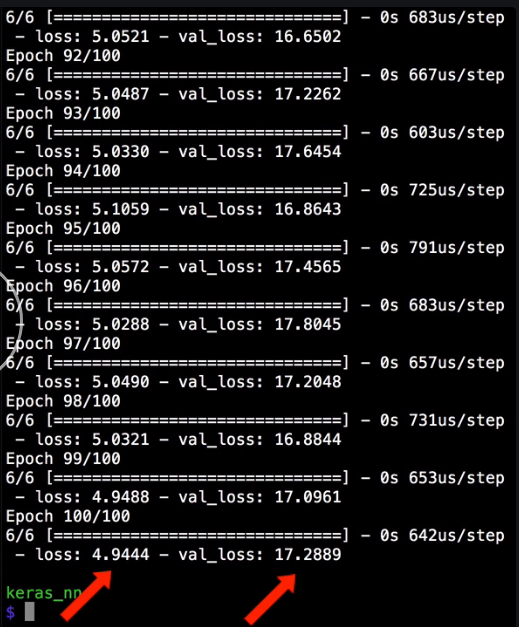 6/6 [==============================] - 0s 683us/step
 - loss: 5.0521 - val_loss: 16.6502
Epoch 92/100
6/6 [==============================] - 0s 667us/step
 - loss: 5.0487 - val_loss: 17.2262
Epoch 93/100
6/6 [==============================] - 0s 603us/step
 - loss: 5.0330 - val_loss: 17.6454
Epoch 94/100
6/6 [==============================] - 0s 725us/step
 - loss: 5.1059 - val_loss: 16.8643
Epoch 95/100
6/6 [==============================] - 0s 791us/step
 - loss: 5.0572 - val_loss: 17.4565
Epoch 96/100
6/6 [==============================] - 0s 683us/step
 - loss: 5.0288 - val_loss: 17.8045
Epoch 97/100
6/6 [==============================] - 0s 657us/step
 - loss: 5.0490 - val_loss: 17.2048
Epoch 98/100
6/6 [==============================] - 0s 731us/step
 - loss: 5.0321 - val_loss: 16.8844
Epoch 99/100
6/6 [==============================] - 0s 653us/step
 - loss: 4.9488 - val_loss: 17.0961
Epoch 100/100
6/6 [==============================] - 0s 642us/step
 - loss: 4.9444 - val_loss: 17.2889
keras_nn
$